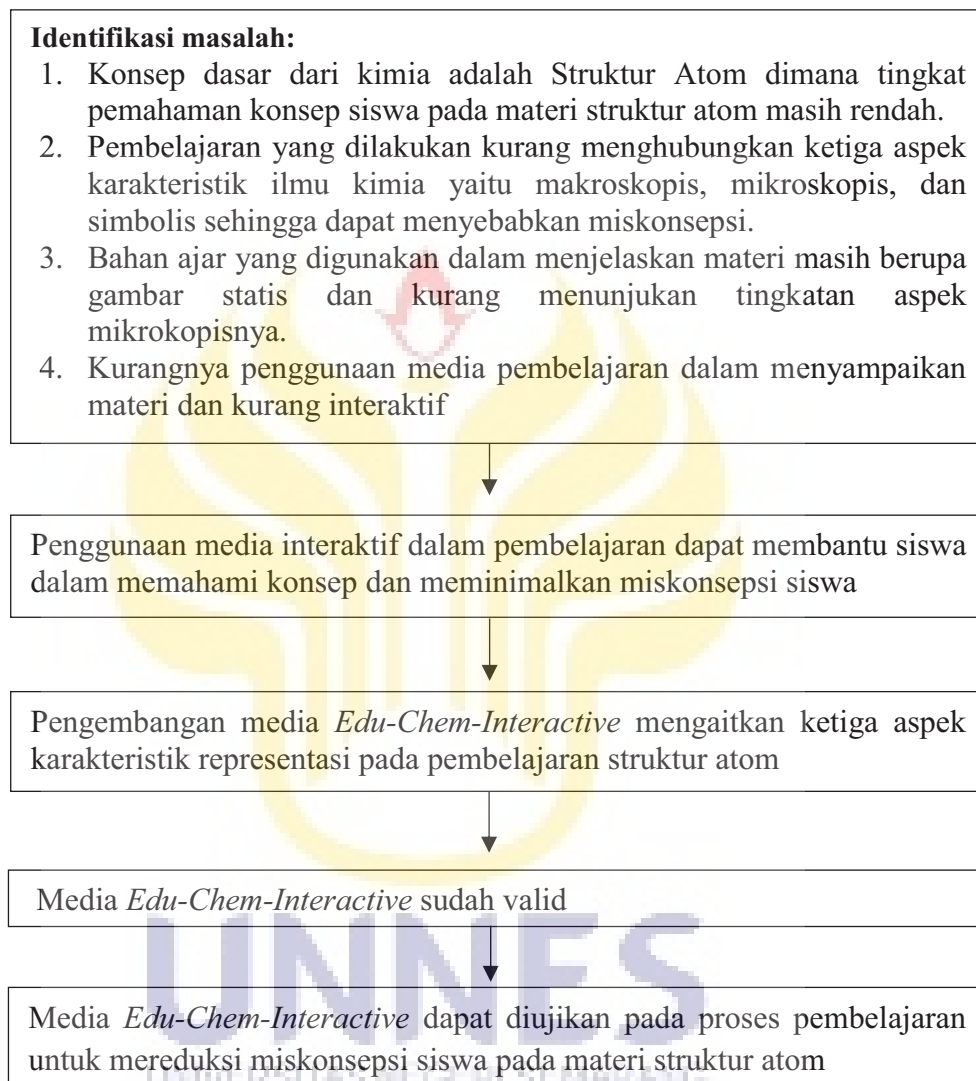 Identifikasi masalah:
1. Konsep dasar dari kimia adalah Struktur Atom dimana tingkat
pemahaman konsep siswa pada materi struktur atom masih rendah.
2. Pembelajaran yang dilakukan kurang menghubungkan ketiga aspek
karakteristik ilmu kimia yaitu makroskopis, mikroskopis, dan
simbolis sehingga dapat menyebabkan miskonsepsi.
3. Bahan ajar yang digunakan dalam menjelaskan materi masih berupa
gambar statis dan kurang menunjukan tingkatan aspek
mikrokopisnya.
4. Kurangnya penggunaan media pembelajaran dalam menyampaikan
materi dan kurang interaktif
Penggunaan media interaktif dalam pembelajaran dapat membantu siswa
dalam memahami konsep dan meminimalkan miskonsepsi siswa
Pengembangan media Edu-Chem-Interactive mengaitkan ketiga aspek
karakteristik representasi pada pembelajaran struktur atom
Media Edu-Chem-Interactive sudah valid
UNNES
Media Edu-Chem-Interactive dapat diujikan pada proses pembelajaran
untuk mereduksi miskonsepsi siswa pada materi struktur atom